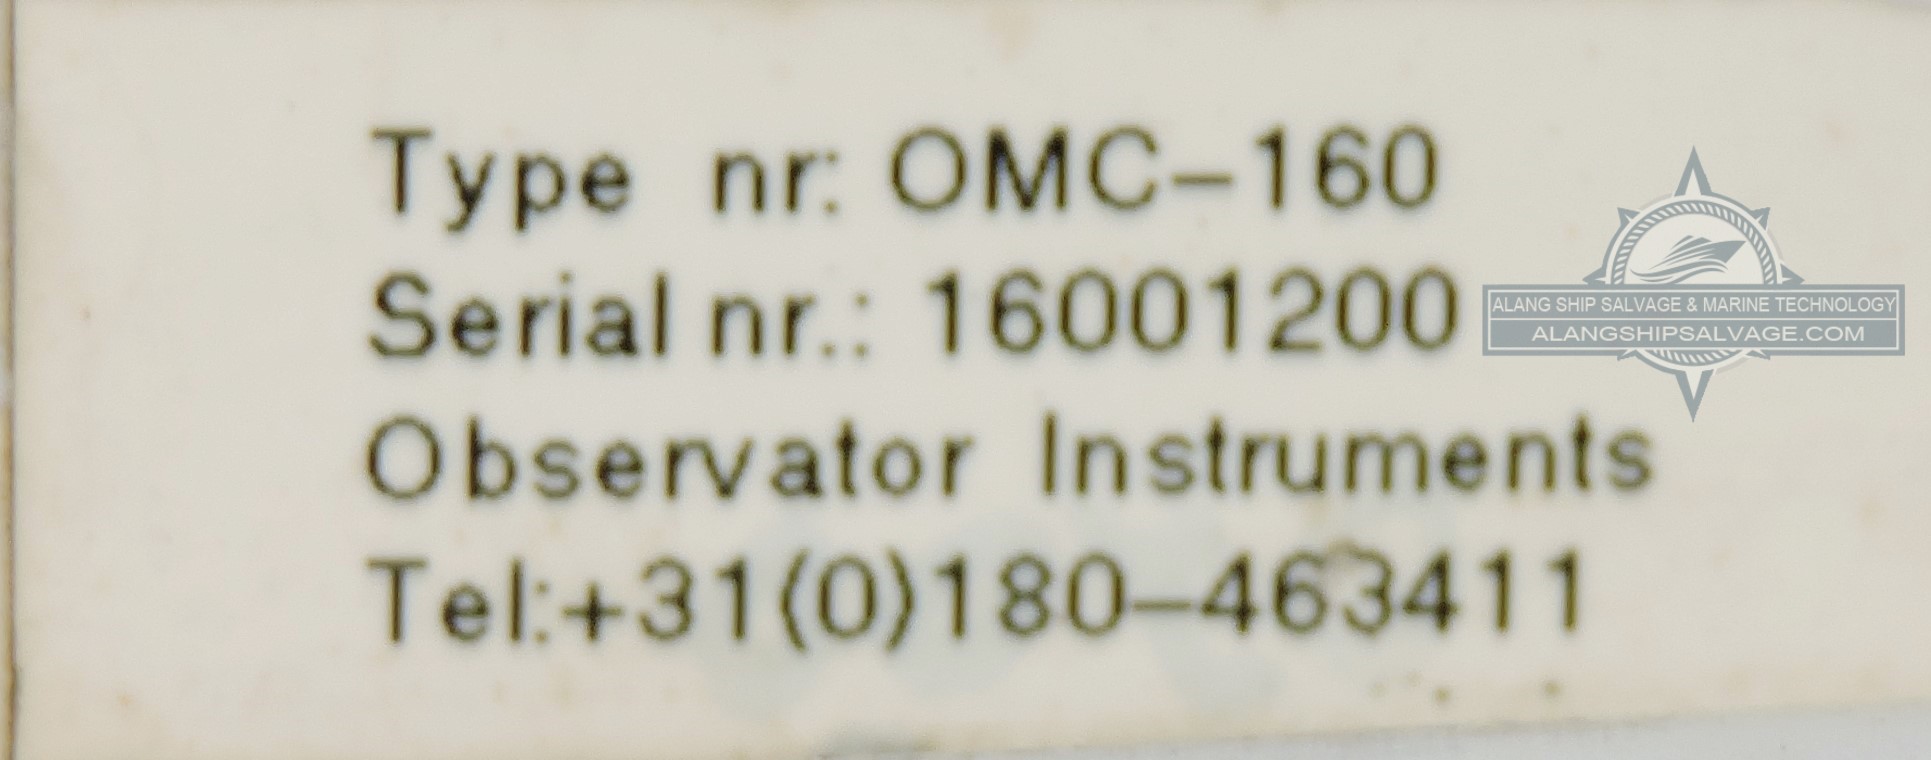 Type nr: OMC-160
Serial nr.: 16001200
Observator Instruments
Tel:+31(0)180-463411
ALANG SHIP SALVAGE & MARINE TECHNOLOGY
ALANGSHIPSALVAGE.COM